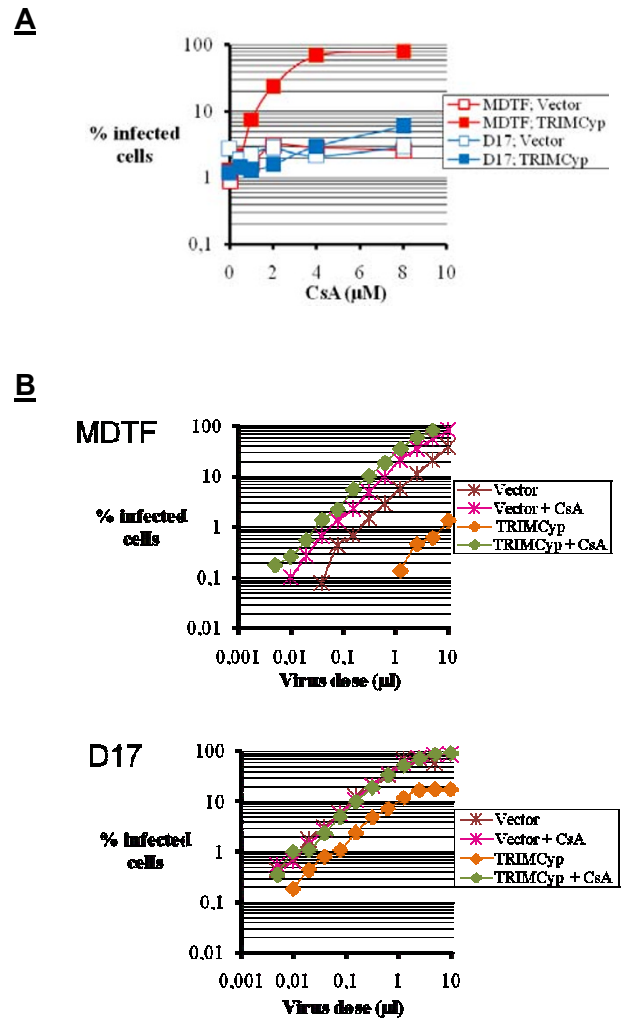 A
100
10
1
0,1
% infected
cells
0
2
4
6
8
10
CsA (µM)
MDTF; Vector
MDTF; TRIMCyp
D17; Vector
D17; TRIMCyp
B
MDTF
100
10
1
0,1
0,01
% infected
cells
0,001
0,01
0,1
1
10
Virus dose (µl)
Vector
Vector + CsA
TRIMCyp
TRIMCyp + CsA
D17
100
10
1
0,1
0,01
% infected
cells
0,001
0,01
0,1
1
10
Virus dose (µl)
Vector
Vector + CsA
TRIMCyp
TRIMCyp + CsA